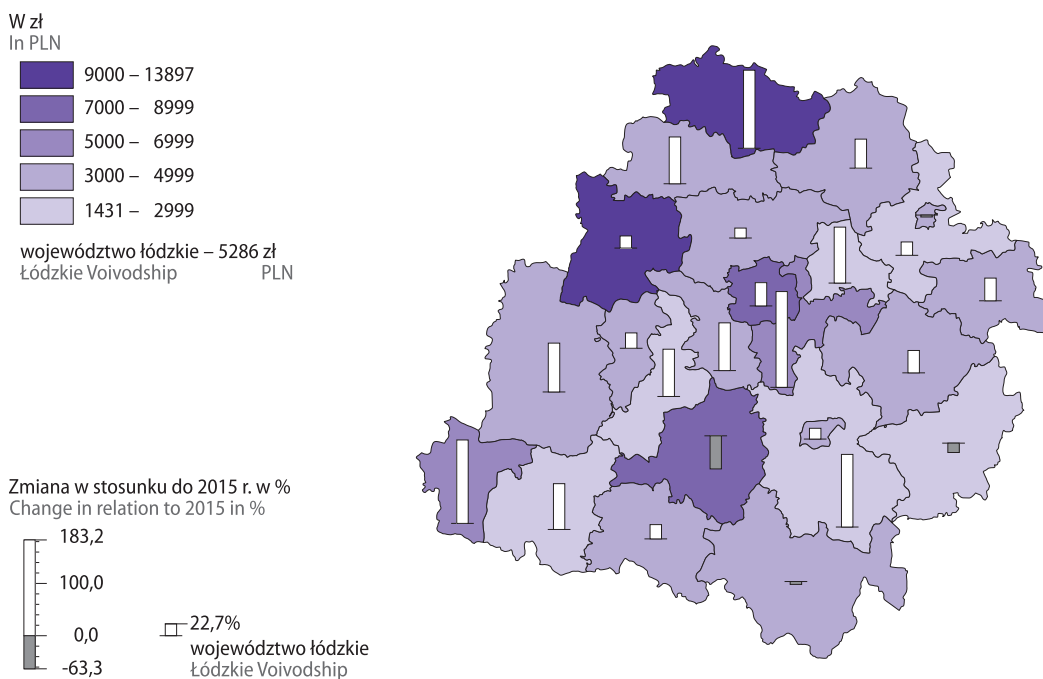 W zł
In PLN
9000 – 13897
7000 – 8999
5000 – 6999
3000 – 4999
1431 – 2999
województwo łódzkie – 5286 zł
Łódzkie Voivodship PLN
Zmiana w stosunku do 2015 r. w %
Change in relation to 2015 in %
183,2
100,0
0,0
-63,3
22,7%
województwo łódzkie
Łódzkie Voivodship